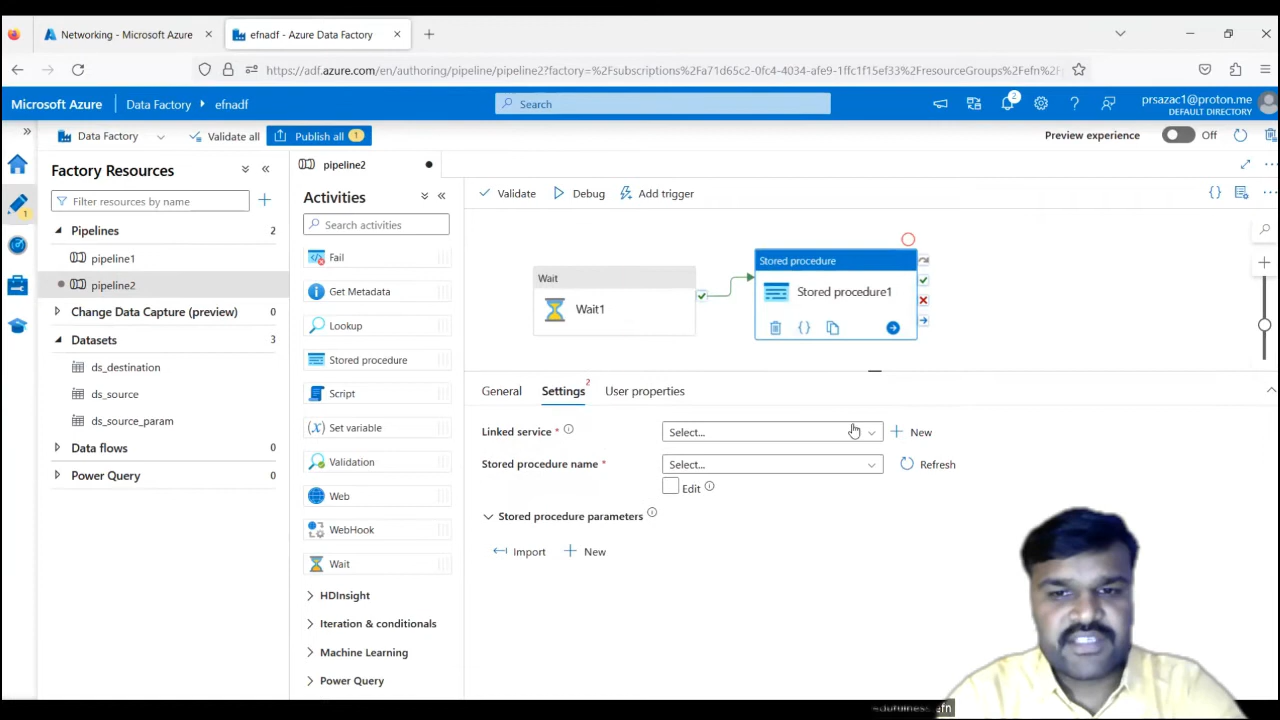 Networking - Microsoft Azure
efnadf - Azure Data Factory
https://adf.azure.com/en/authoring/pipeline/pipeline2?factory=%2Fsubscriptions%2Fa71d65c2-0fc4-4034-afe9-1ffc1f15ef33%2FresourceGroups%2Fefn%2Fp
Microsoft Azure
Data Factory
efnadf
Search
2
prsazac1@proton.me
DEFAULT DIRECTORY
Data Factory
Validate all
Publish all
1
Preview experience
Off
1
Factory Resources
Filter resources by name
Pipelines
2
pipeline1
pipeline2
Change Data Capture (preview)
0
Datasets
3
ds_destination
ds_source
ds_source_param
Data flows
0
Power Query
0
pipeline2
Activities
Search activities
Fail
Get Metadata
Lookup
Stored procedure
Script
Set variable
Validation
Web
WebHook
Wait
HDInsight
Iteration & conditionals
Machine Learning
Power Query
Validate
Debug
Add trigger
Wait
Wait1
Stored procedure
Stored procedure1
General
Settings
2
User properties
Linked service *
Select...
New
Stored procedure name *
Select...
Refresh
Edit
Stored procedure parameters
Import
New
efn